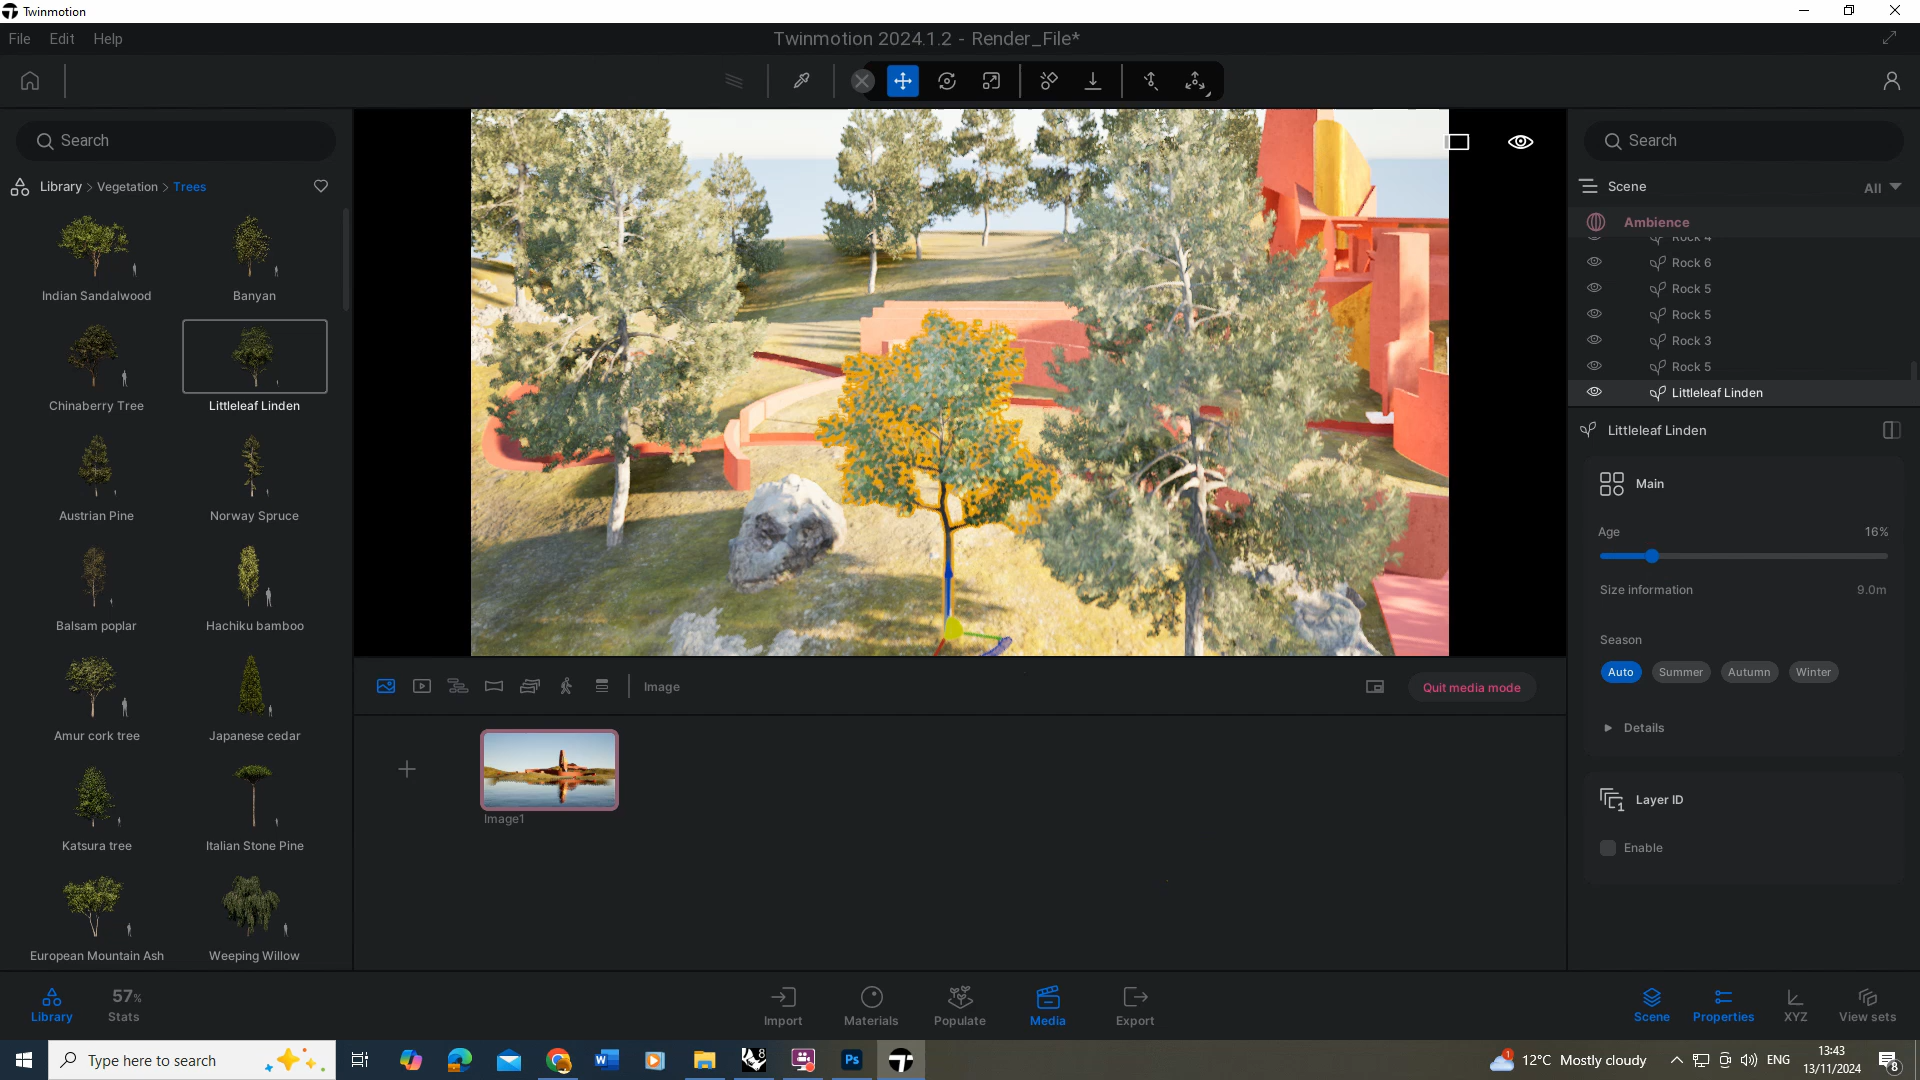 Twinmotion
File Edit Help
Twinmotion 2024.1.2 - Render_File*
Search
Library > Vegetation > Trees
Indian Sandalwood
Banyan
Chinaberry Tree
Littleleaf Linden
Austrian Pine
Norway Spruce
Balsam poplar
Hachiku bamboo
Amur cork tree
Japanese cedar
Katsura tree
Italian Stone Pine
European Mountain Ash
Weeping Willow
Image
Quit media mode
Image1
Search
Scene
All
Ambience
Rock 4
Rock 6
Rock 5
Rock 5
Rock 3
Rock 5
Littleleaf Linden
Littleleaf Linden
Main
Age 16%
Size information 9.0m
Season
Auto Summer Autumn Winter
Details
Layer ID
Enable
Library
57%
Stats
Import
Materials
Populate
Media
Export
Scene
Properties
XYZ
View sets
Type here to search
12°C Mostly cloudy
ENG
13:43
13/11/2024
8